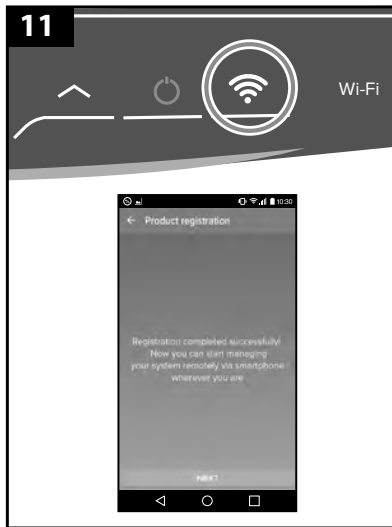 11
Wi-Fi
10:30
← Product registration
Registration completed successfully!
Now you can start managing
your system remotely via smartphone
wherever you are
NEXT